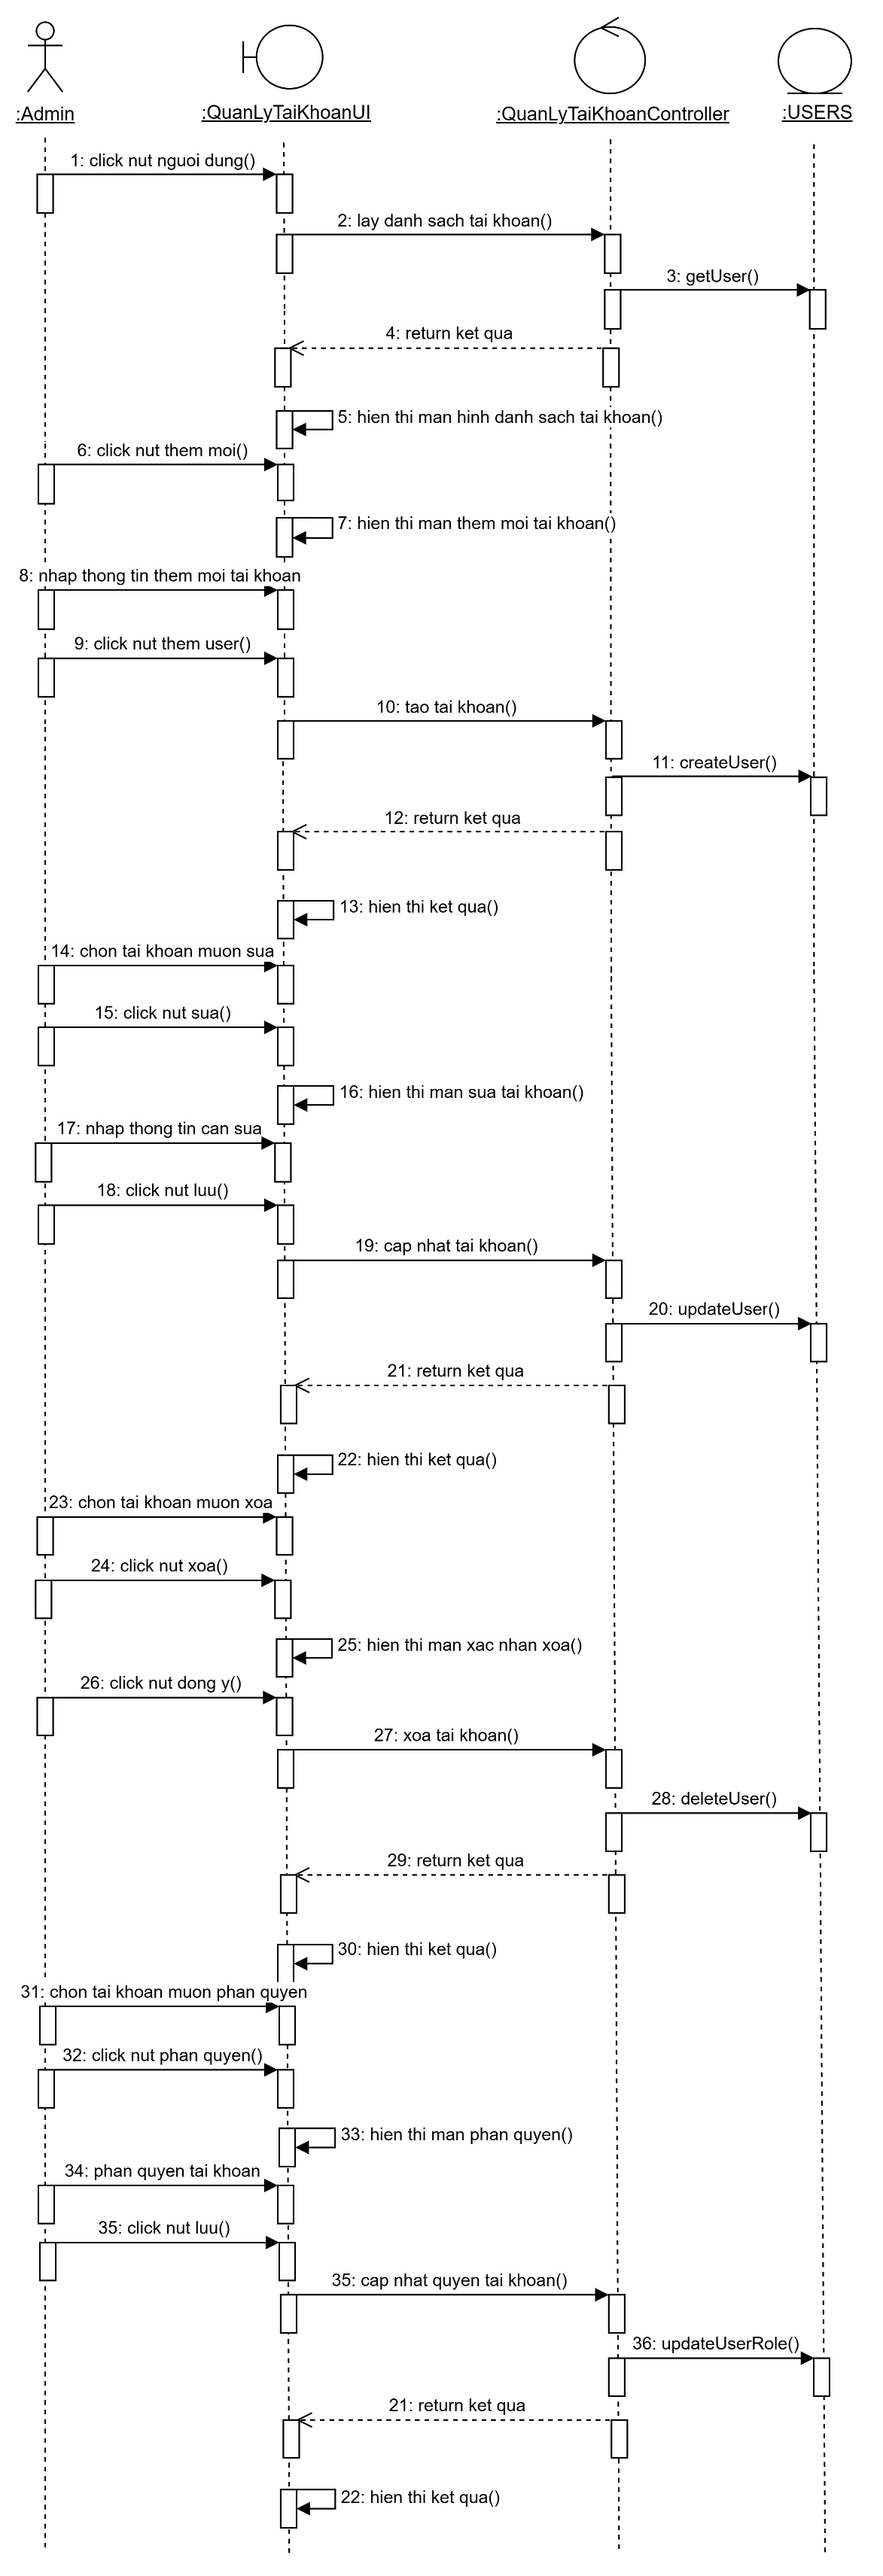 :Admin
:QuanLyTaiKhoanUI
:QuanLyTaiKhoanController
:USERS
1: click nut nguoi dung()
2: lay danh sach tai khoan()
3: getUser()
4: return ket qua
5: hien thi man hinh danh sach tai khoan()
6: click nut them moi()
7: hien thi man them moi tai khoan()
8: nhap thong tin them moi tai khoan
9: click nut them user()
10: tao tai khoan()
11: createUser()
12: return ket qua
13: hien thi ket qua()
14: chon tai khoan muon sua
15: click nut sua()
16: hien thi man sua tai khoan()
17: nhap thong tin can sua
18: click nut luu()
19: cap nhat tai khoan()
20: updateUser()
21: return ket qua
22: hien thi ket qua()
23: chon tai khoan muon xoa
24: click nut xoa()
25: hien thi man xac nhan xoa()
26: click nut dong y()
27: xoa tai khoan()
28: deleteUser()
29: return ket qua
30: hien thi ket qua()
31: chon tai khoan muon phan quyen
32: click nut phan quyen()
33: hien thi man phan quyen()
34: phan quyen tai khoan
35: click nut luu()
35: cap nhat quyen tai khoan()
36: updateUserRole()
21: return ket qua
22: hien thi ket qua()